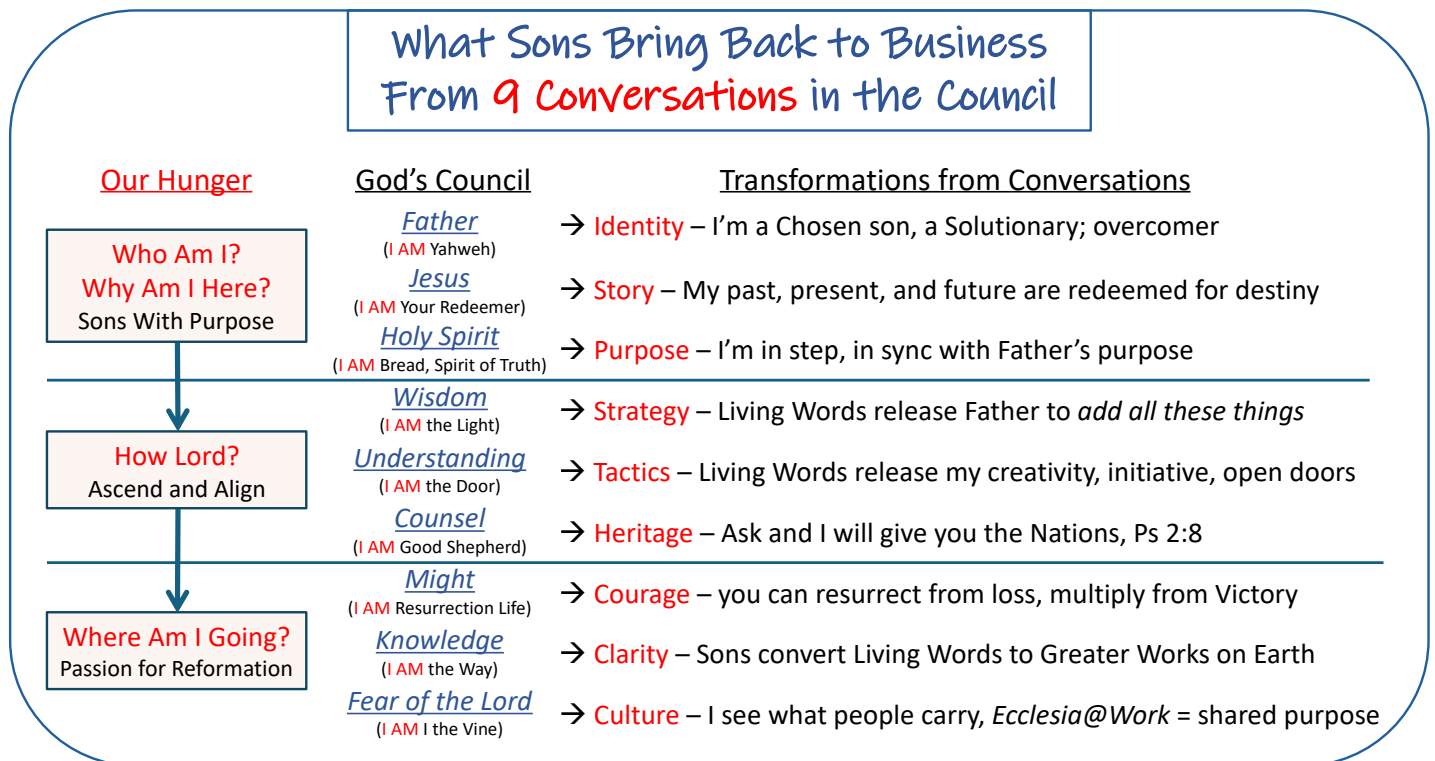 What Sons Bring Back to Business
From 9 Conversations in the Council
Our Hunger
God's Council
Transformations from Conversations
Who Am I?
Why Am I Here?
Sons With Purpose
Father
(I AM Yahweh)
→ Identity – I'm a Chosen son, a Solutionary; overcomer
Jesus
(I AM Your Redeemer)
→ Story – My past, present, and future are redeemed for destiny
Holy Spirit
(I AM Bread, Spirit of Truth)
→ Purpose – I'm in step, in sync with Father's purpose
How Lord?
Ascend and Align
Wisdom
(I AM the Light)
→ Strategy – Living Words release Father to add all these things
Understanding
(I AM the Door)
→ Tactics – Living Words release my creativity, initiative, open doors
Counsel
(I AM Good Shepherd)
→ Heritage – Ask and I will give you the Nations, Ps 2:8
Where Am I Going?
Passion for Reformation
Might
(I AM Resurrection Life)
→ Courage – you can resurrect from loss, multiply from Victory
Knowledge
(I AM the Way)
→ Clarity – Sons convert Living Words to Greater Works on Earth
Fear of the Lord
(I AM I the Vine)
→ Culture – I see what people carry, Ecclesia@Work = shared purpose